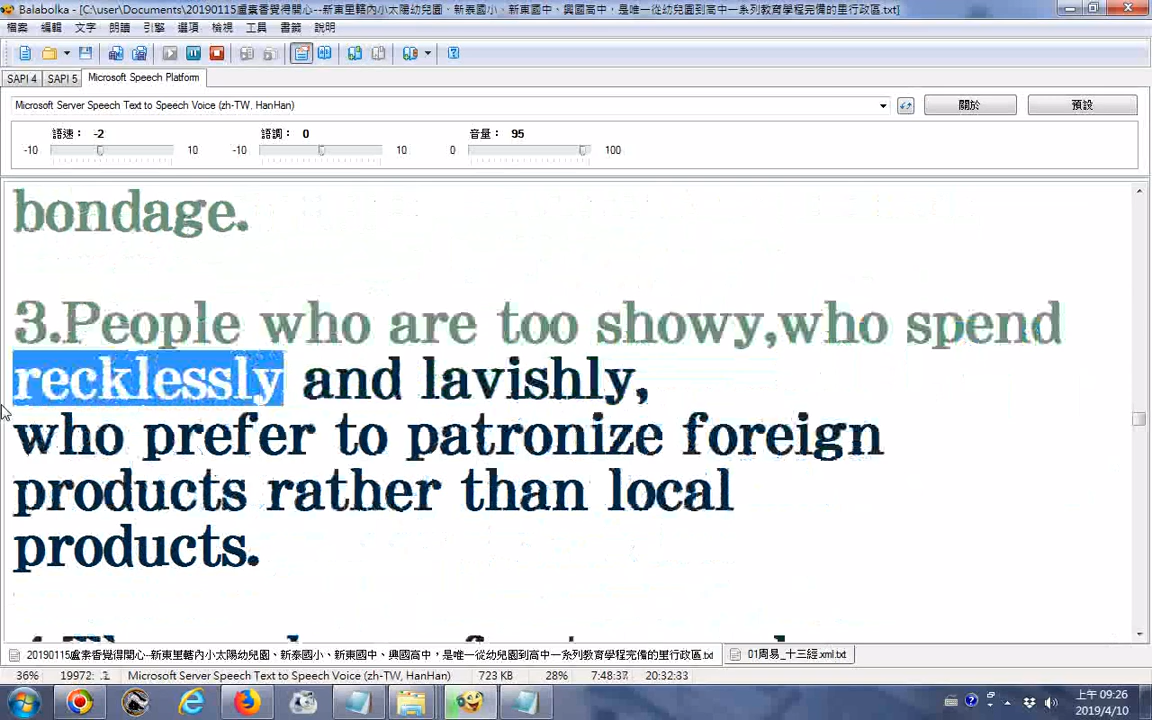 Balabolka - [C:\user\Documents\20190115盧素香覺得開心--新東里轄內小太陽幼兒園、新泰國小、新東國中、興國高中，是唯一從幼兒園到高中一系列教育學程完備的里行政區.txt]
檔案 編輯 文字 朗讀 引擎 選項 檢視 工具 書籤 說明
SAPI 4 SAPI 5 Microsoft Speech Platform
Microsoft Server Speech Text to Speech Voice (zh-TW, HanHan) 關於 預設
語速： -2 語調： 0 音量： 95
-10 10 -10 10 0 100
bondage.
3.People who are too showy,who spend
recklessly and lavishly,
who prefer to patronize foreign
products rather than local
products.
20190115盧素香覺得開心--新東里轄內小太陽幼兒園、新泰國小、新東國中、興國高中，是唯一從幼兒園到高中一系列教育學程完備的里行政區.txt 01周易_十三經.xml.txt
36% 19972: Microsoft Server Speech Text to Speech Voice (zh-TW, HanHan) 723 KB 28% 7:48:37 20:32:33
上午 09:26
2019/4/10